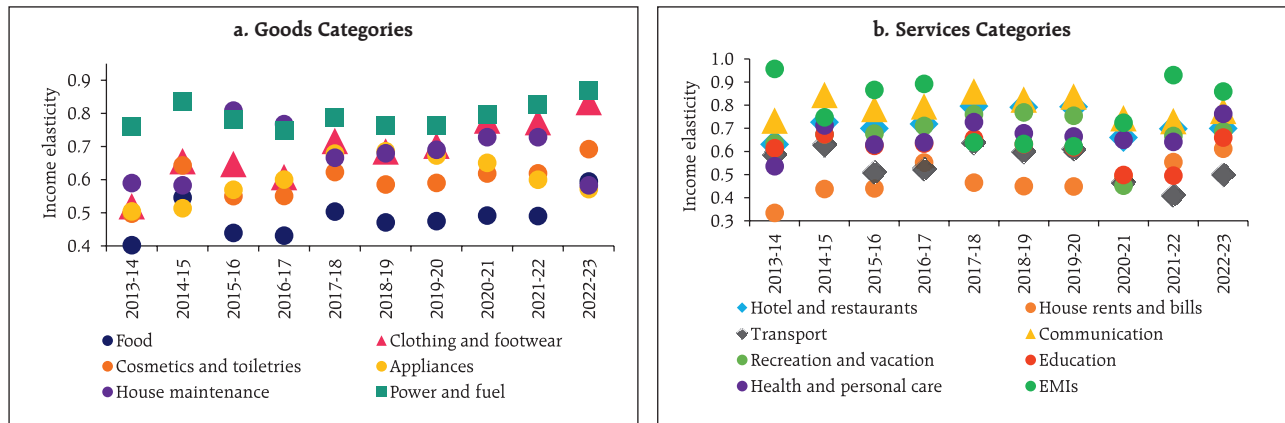 a. Goods Categories
Income elasticity
0.9
0.8
0.7
0.6
0.5
0.4
2013-14
2014-15
2015-16
2016-17
2017-18
2018-19
2019-20
2020-21
2021-22
2022-23
Food
Clothing and footwear
Cosmetics and toiletries
Appliances
House maintenance
Power and fuel
b. Services Categories
Income elasticity
1.0
0.9
0.8
0.7
0.6
0.5
0.4
0.3
2013-14
2014-15
2015-16
2016-17
2017-18
2018-19
2019-20
2020-21
2021-22
2022-23
Hotel and restaurants
House rents and bills
Transport
Communication
Recreation and vacation
Education
Health and personal care
EMIs